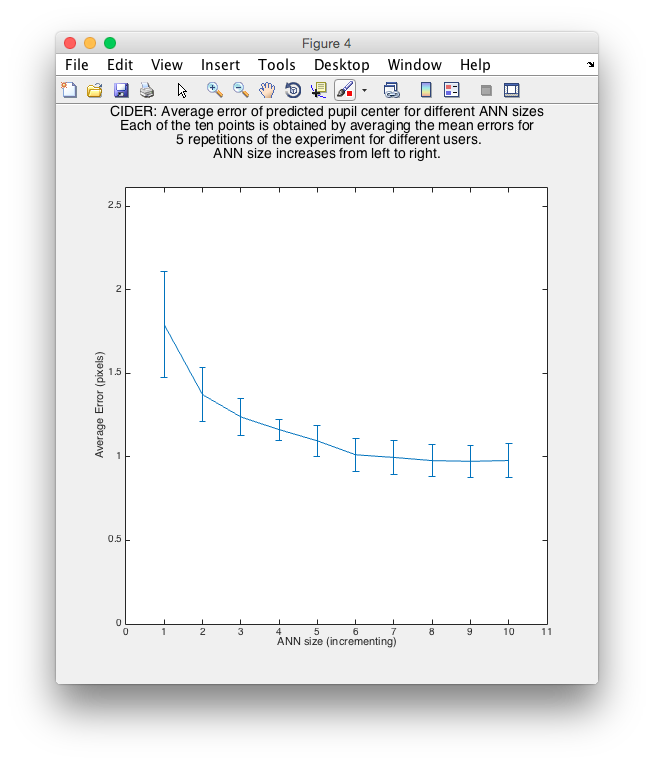 Figure 4
File Edit View Insert Tools Desktop Window Help
CIDER: Average error of predicted pupil center for different ANN sizes
Each of the ten points is obtained by averaging the mean errors for
5 repetitions of the experiment for different users.
ANN size increases from left to right.
2.5
2
1.5
1
0.5
0
Average Error (pixels)
0 1 2 3 4 5 6 7 8 9 10 11
ANN size (incrementing)